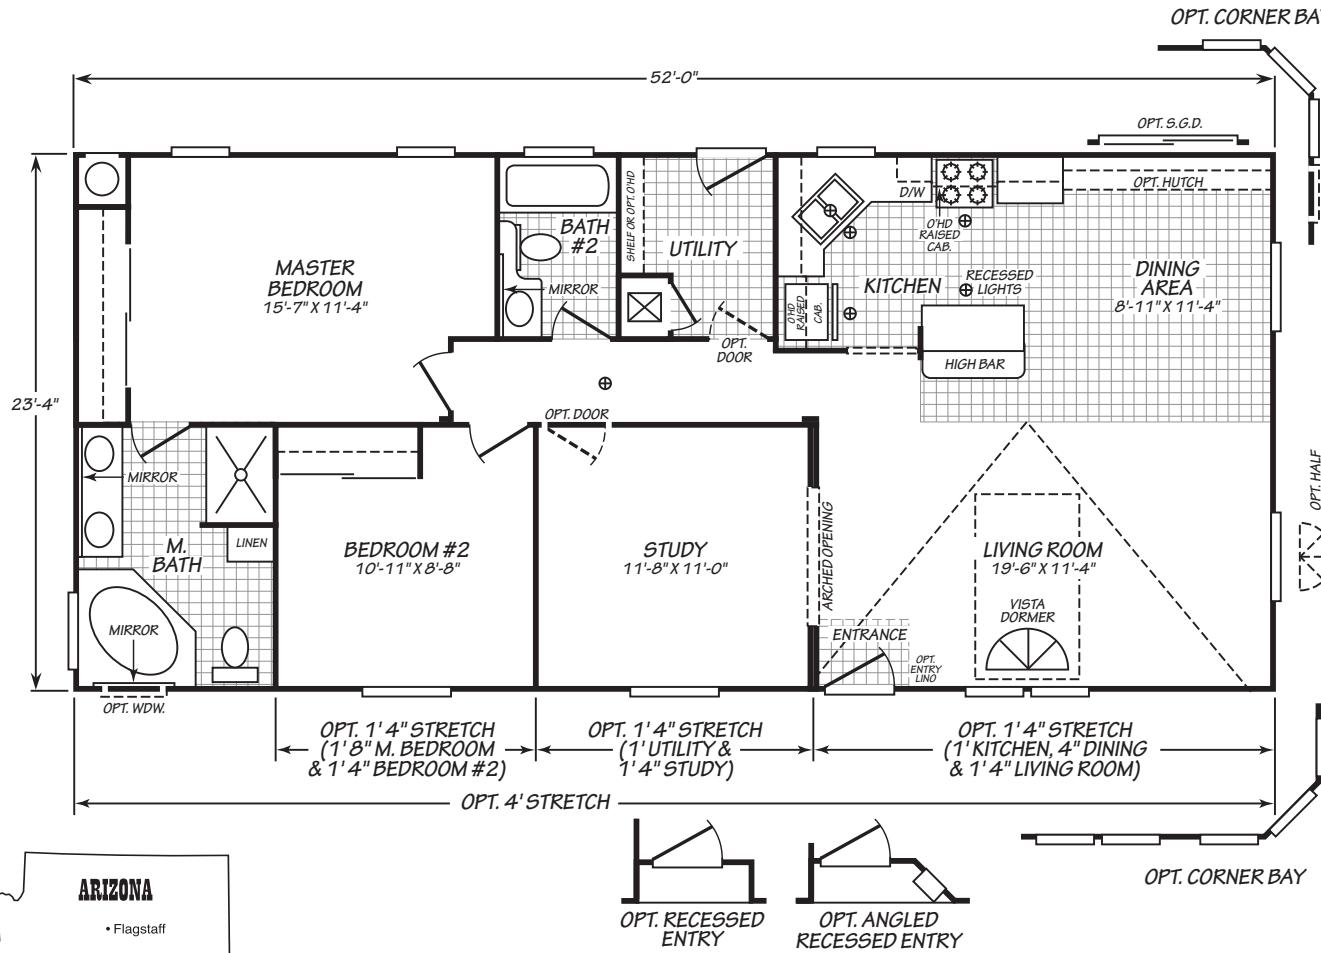 OPT. CORNER BAY
52'-0"
OPT. S.G.D.
OPT. HUTCH
D/W
O'HD
RAISED
CAB.
SHELF OR OPT. O'HD
BATH
#2
UTILITY
MASTER
BEDROOM
15'-7" X 11'-4"
MIRROR
KITCHEN
RECESSED
LIGHTS
DINING
AREA
8'-11" X 11'-4"
O'HD
RAISED
CAB.
OPT.
DOOR
HIGH BAR
23'-4"
OPT. DOOR
MIRROR
LINEN
M.
BATH
BEDROOM #2
10'-11" X 8'-8"
STUDY
11'-8" X 11'-0"
ARCHED OPENING
LIVING ROOM
19'-6" X 11'-4"
OPT. HALF
VISTA
DORMER
MIRROR
ENTRANCE
OPT.
ENTRY
LINO
OPT. WDW.
OPT. 1' 4" STRETCH
(1' 8" M. BEDROOM
& 1' 4" BEDROOM #2)
OPT. 1' 4" STRETCH
(1' UTILITY &
1' 4" STUDY)
OPT. 1' 4" STRETCH
(1' KITCHEN, 4" DINING
& 1' 4" LIVING ROOM)
OPT. 4' STRETCH
ARIZONA
• Flagstaff
OPT. RECESSED
ENTRY
OPT. ANGLED
RECESSED ENTRY
OPT. CORNER BAY